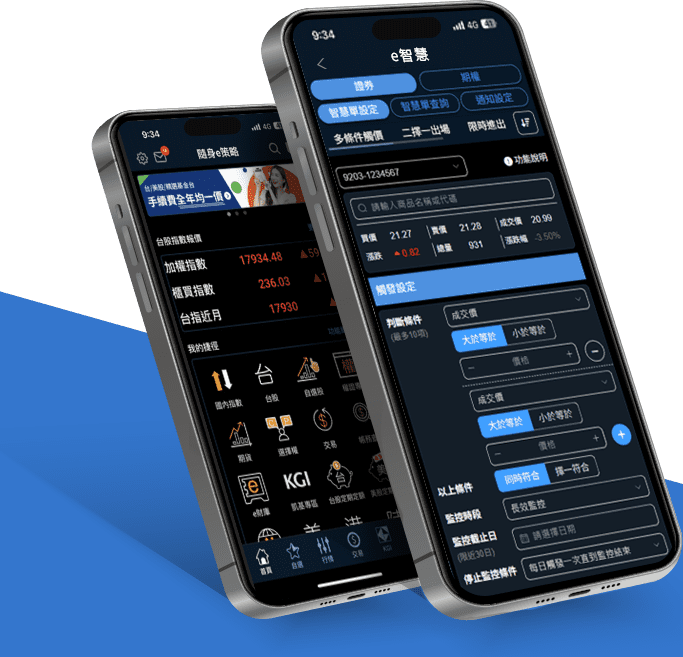 9:34
隨身e策略
台/美股/精選基金台
手續費全年均一價
台股指數報價
加權指數 17934.48 ▲59
櫃買指數 236.03 ▲1
台指近月 17930
我的捷徑
國內指數 台股 自選股
期貨 選擇權 交易
e財庫 凱基專區 台股定期定額
KGI
首頁 自選 行情 交易 KGI
9:34 4G 41
e智慧
證券 期權
智慧單設定 智慧單查詢 通知設定
多條件觸價 二擇一出場 限時進出
9203-1234567 功能說明
請輸入商品名稱或代碼
買價 21.27 賣價 21.28 成交價 20.99
漲跌 ▲0.82 總量 931 漲跌幅 -3.50%
觸發設定
判斷條件 成交價
(最多10項) 大於等於 小於等於
− 價格 +
成交價
大於等於 小於等於
− 價格 +
以上條件 同時符合 擇一符合
監控時段 長效監控
監控截止日 請選擇日期
(限近30日)
停止監控條件 每日觸發一次直到監控結束